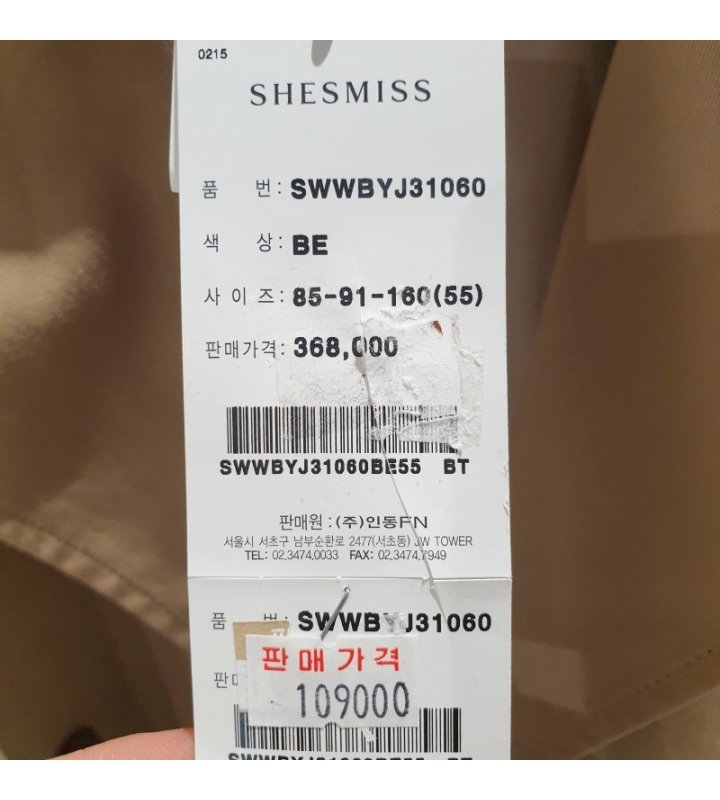 0215
SHESMISS
품 번: SWWBYJ31060
색 상: BE
사이즈: 85-91-160(55)
판매가격: 368,000
SWWBYJ31060BE55 BT
판매원 : (주)인동FN
서울시 서초구 남부순환로 2477(서초동) JW TOWER
TEL: 02.3474.0033 FAX: 02.3474.7949
품 번: SWWBYJ31060
판매가격
109000